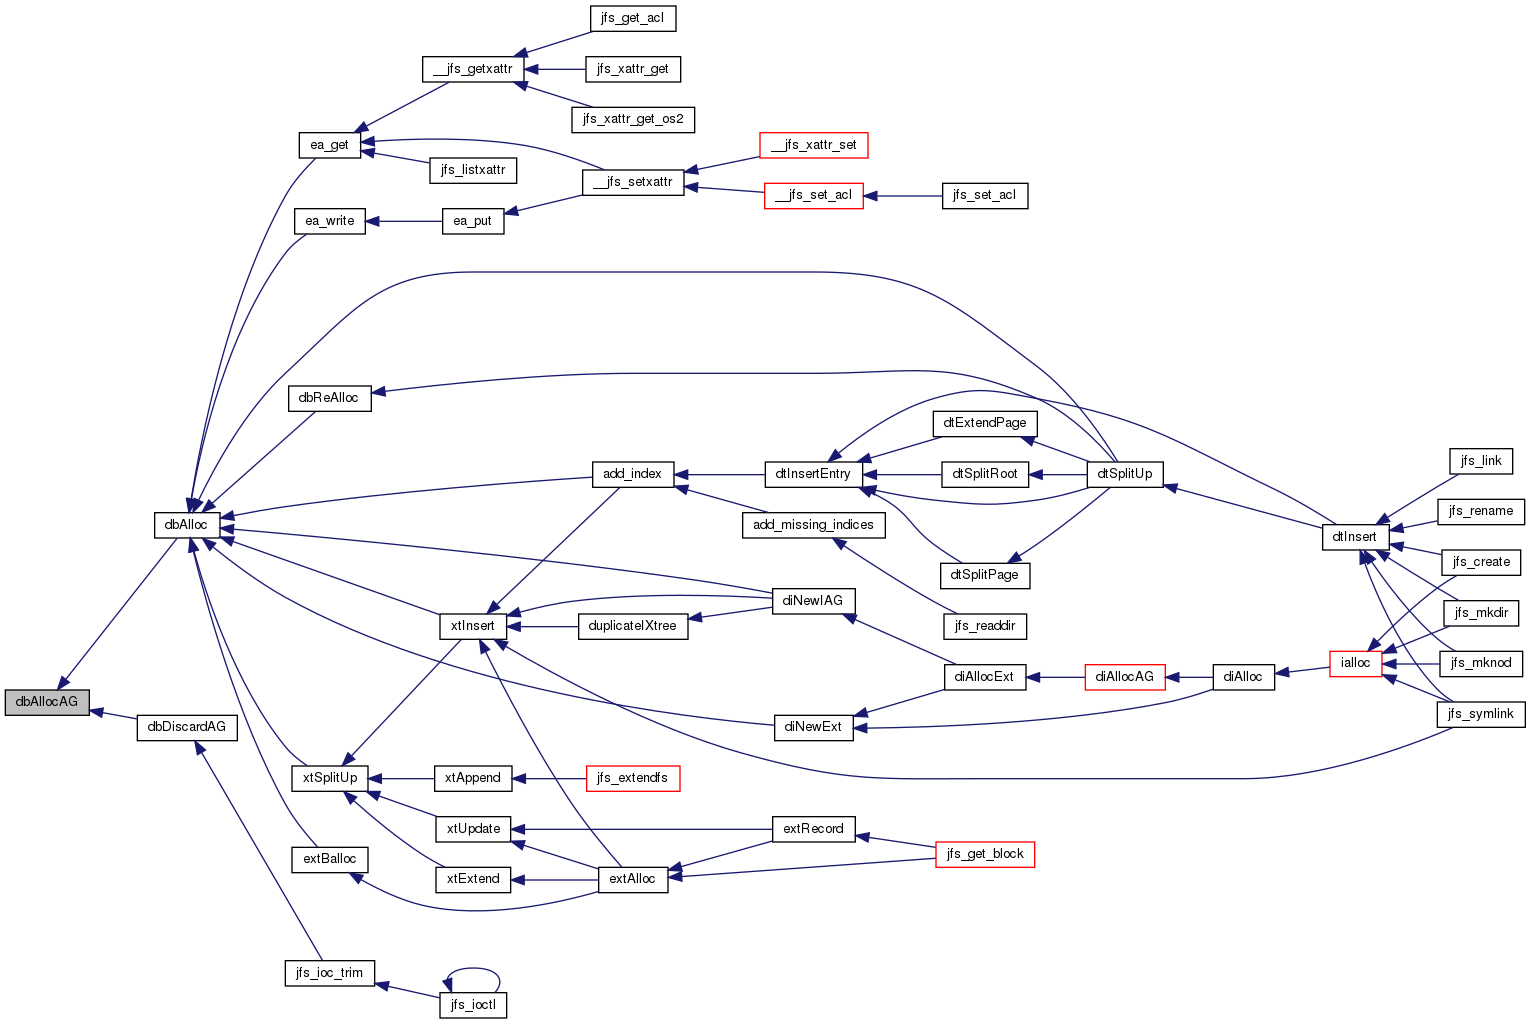 jfs_get_acl
__jfs_getxattr
jfs_xattr_get
jfs_xattr_get_os2
ea_get
__jfs_xattr_set
jfs_listxattr
__jfs_setxattr
__jfs_set_acl
jfs_set_acl
ea_write
ea_put
dbReAlloc
dtExtendPage
jfs_link
add_index
dtInsertEntry
dtSplitRoot
dtSplitUp
jfs_rename
dbAlloc
add_missing_indices
dtInsert
jfs_create
dtSplitPage
diNewIAG
jfs_mkdir
xtInsert
duplicateIXtree
jfs_readdir
ialloc
jfs_mknod
diAllocExt
diAllocAG
diAlloc
dbAllocAG
jfs_symlink
dbDiscardAG
diNewExt
xtSplitUp
xtAppend
jfs_extendfs
xtUpdate
extRecord
extBalloc
jfs_get_block
xtExtend
extAlloc
jfs_ioc_trim
jfs_ioctl